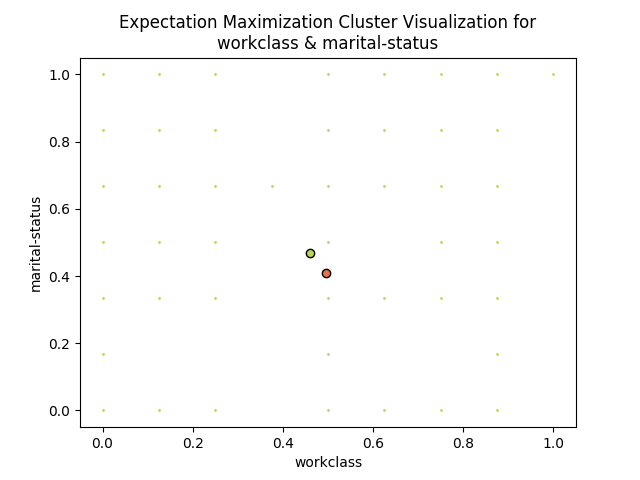 Expectation Maximization Cluster Visualization for
workclass & marital-status
1.0
0.8
0.6
0.4
0.2
0.0
marital-status
0.0 0.2 0.4 0.6 0.8 1.0
workclass